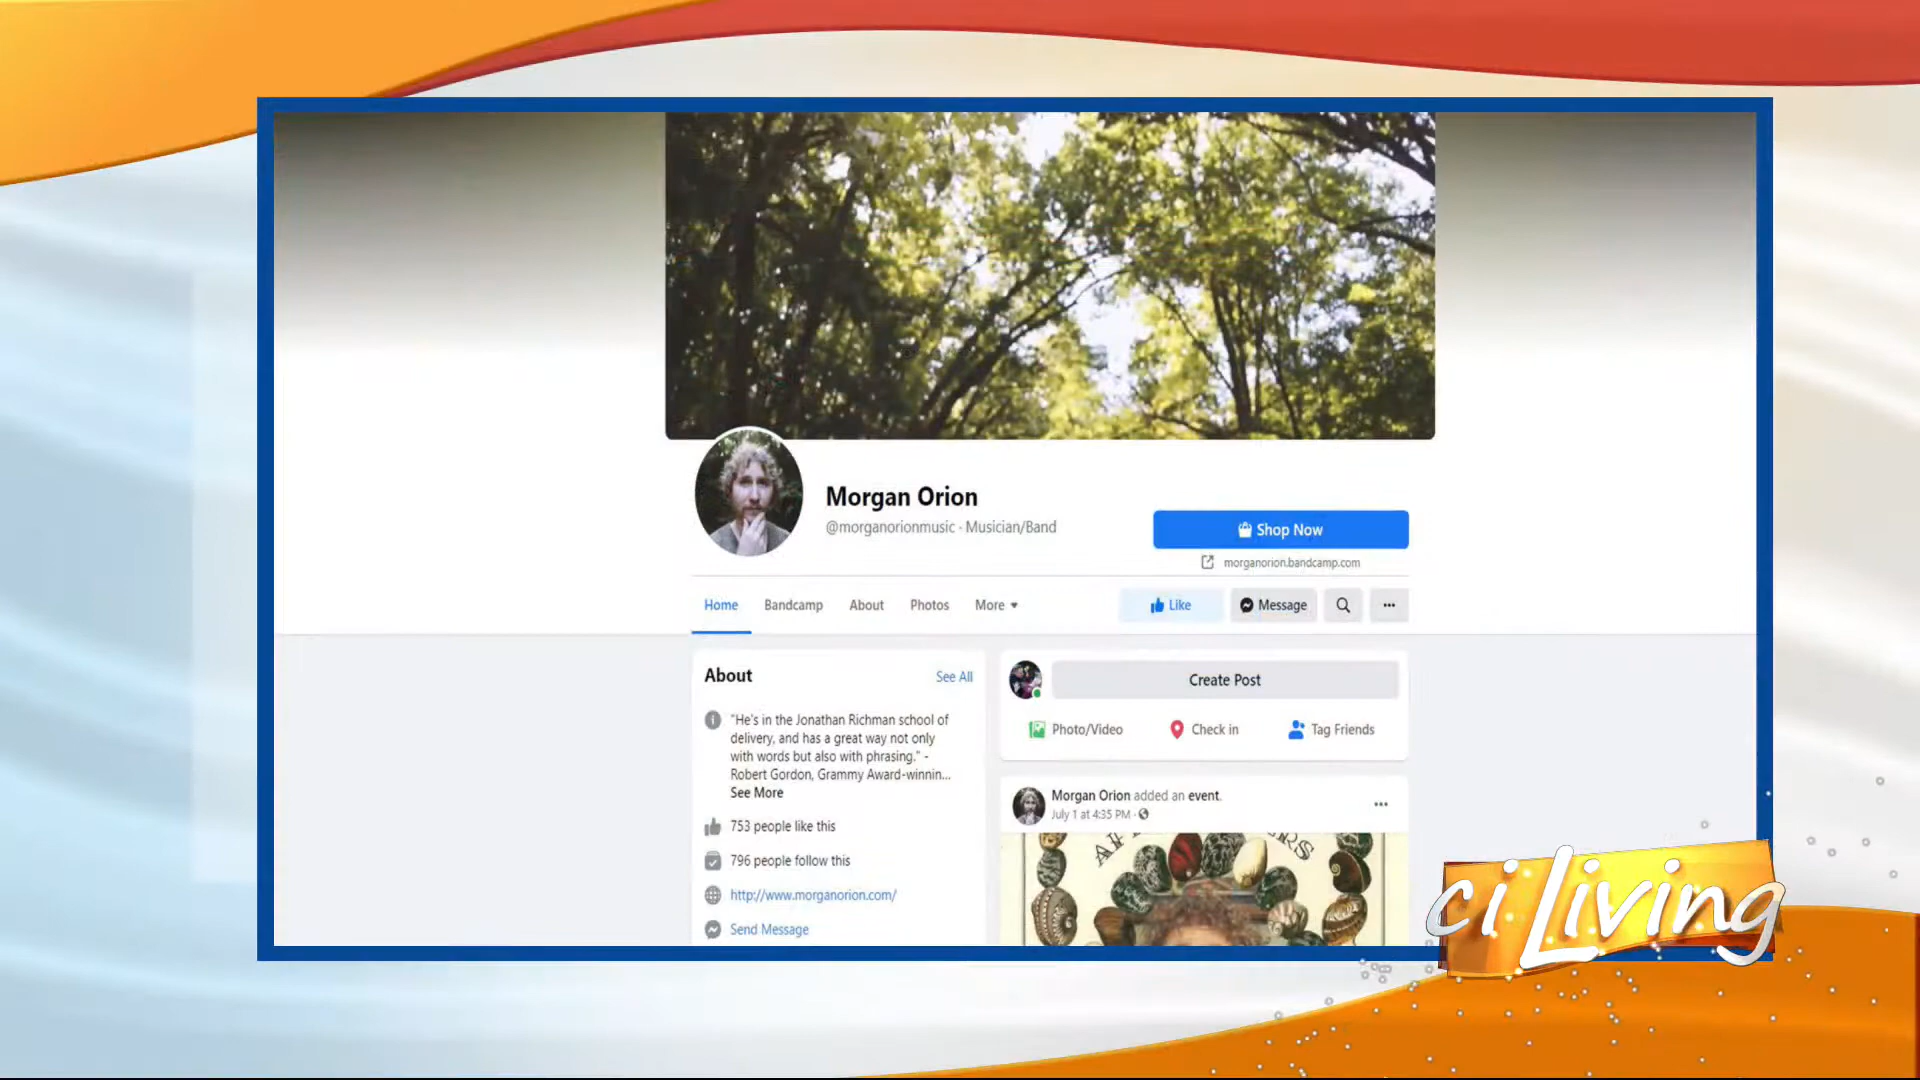 Morgan Orion
@morganorionmusic · Musician/Band
Shop Now
morganorion.bandcamp.com
Home
Bandcamp
About
Photos
More
Like
Message
About
See All
"He's in the Jonathan Richman school of
delivery, and has a great way not only
with words but also with phrasing." -
Robert Gordon, Grammy Award-winnin...
See More
753 people like this
796 people follow this
http://www.morganorion.com/
Send Message
Create Post
Photo/Video
Check in
Tag Friends
Morgan Orion added an event.
July 1 at 4:35 PM ·
ci Living